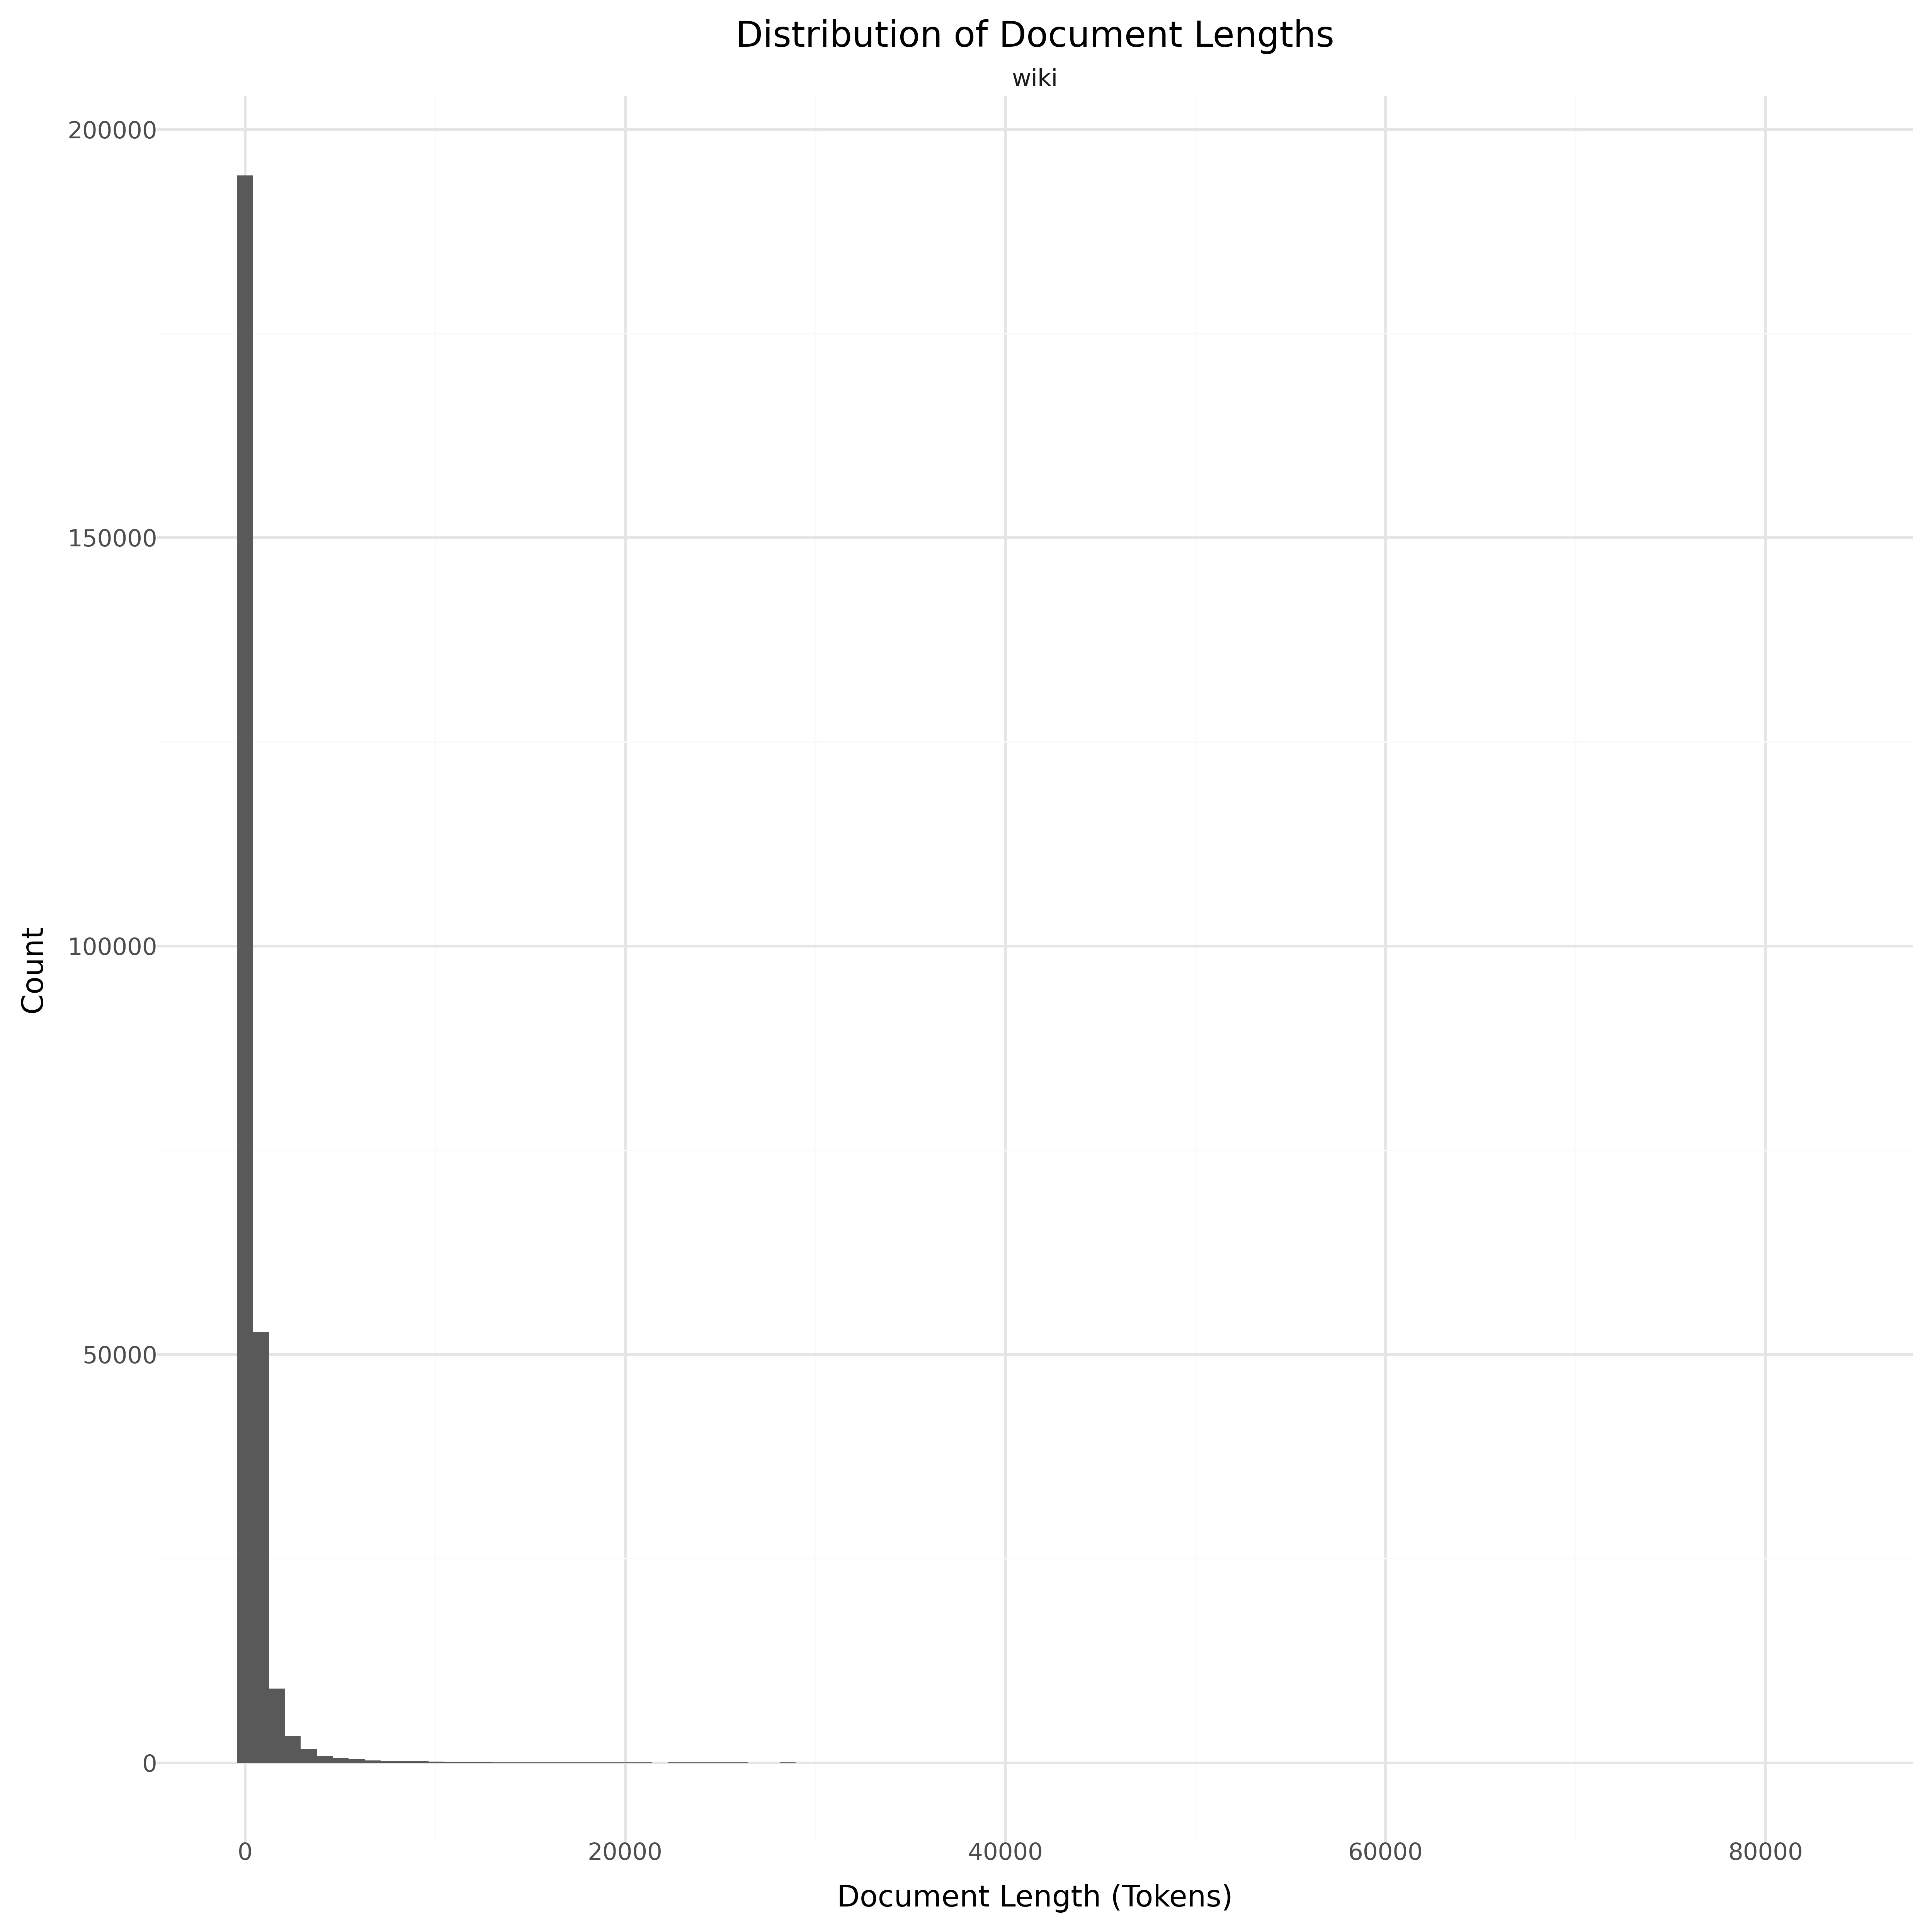 Distribution of Document Lengths
wiki
200000
150000
100000
50000
0
Count
0 20000 40000 60000 80000
Document Length (Tokens)